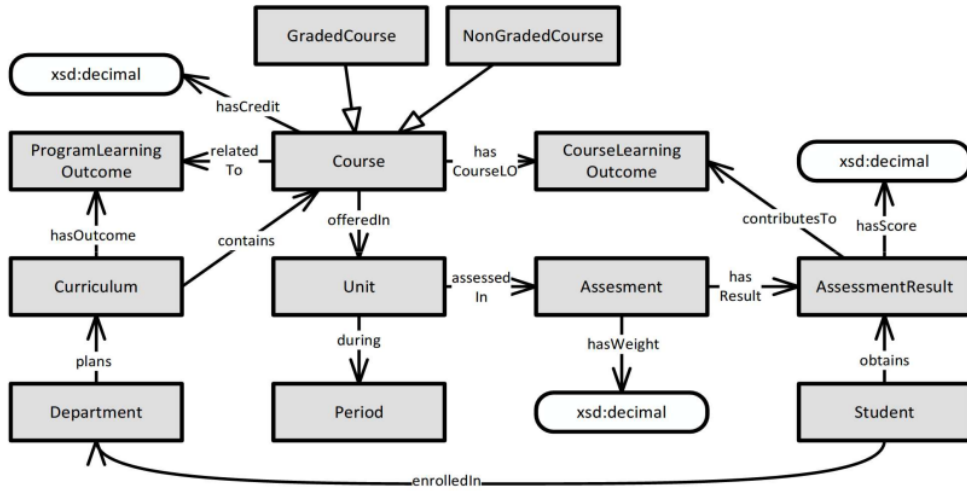 GradedCourse
NonGradedCourse
xsd:decimal
hasCredit
ProgramLearning
Outcome
related
To
Course
has
CourseLO
CourseLearning
Outcome
xsd:decimal
hasOutcome
contains
offeredIn
contributesTo
hasScore
Curriculum
Unit
assessed
In
Assesment
has
Result
AssessmentResult
plans
during
hasWeight
obtains
Department
Period
xsd:decimal
Student
enrolledIn